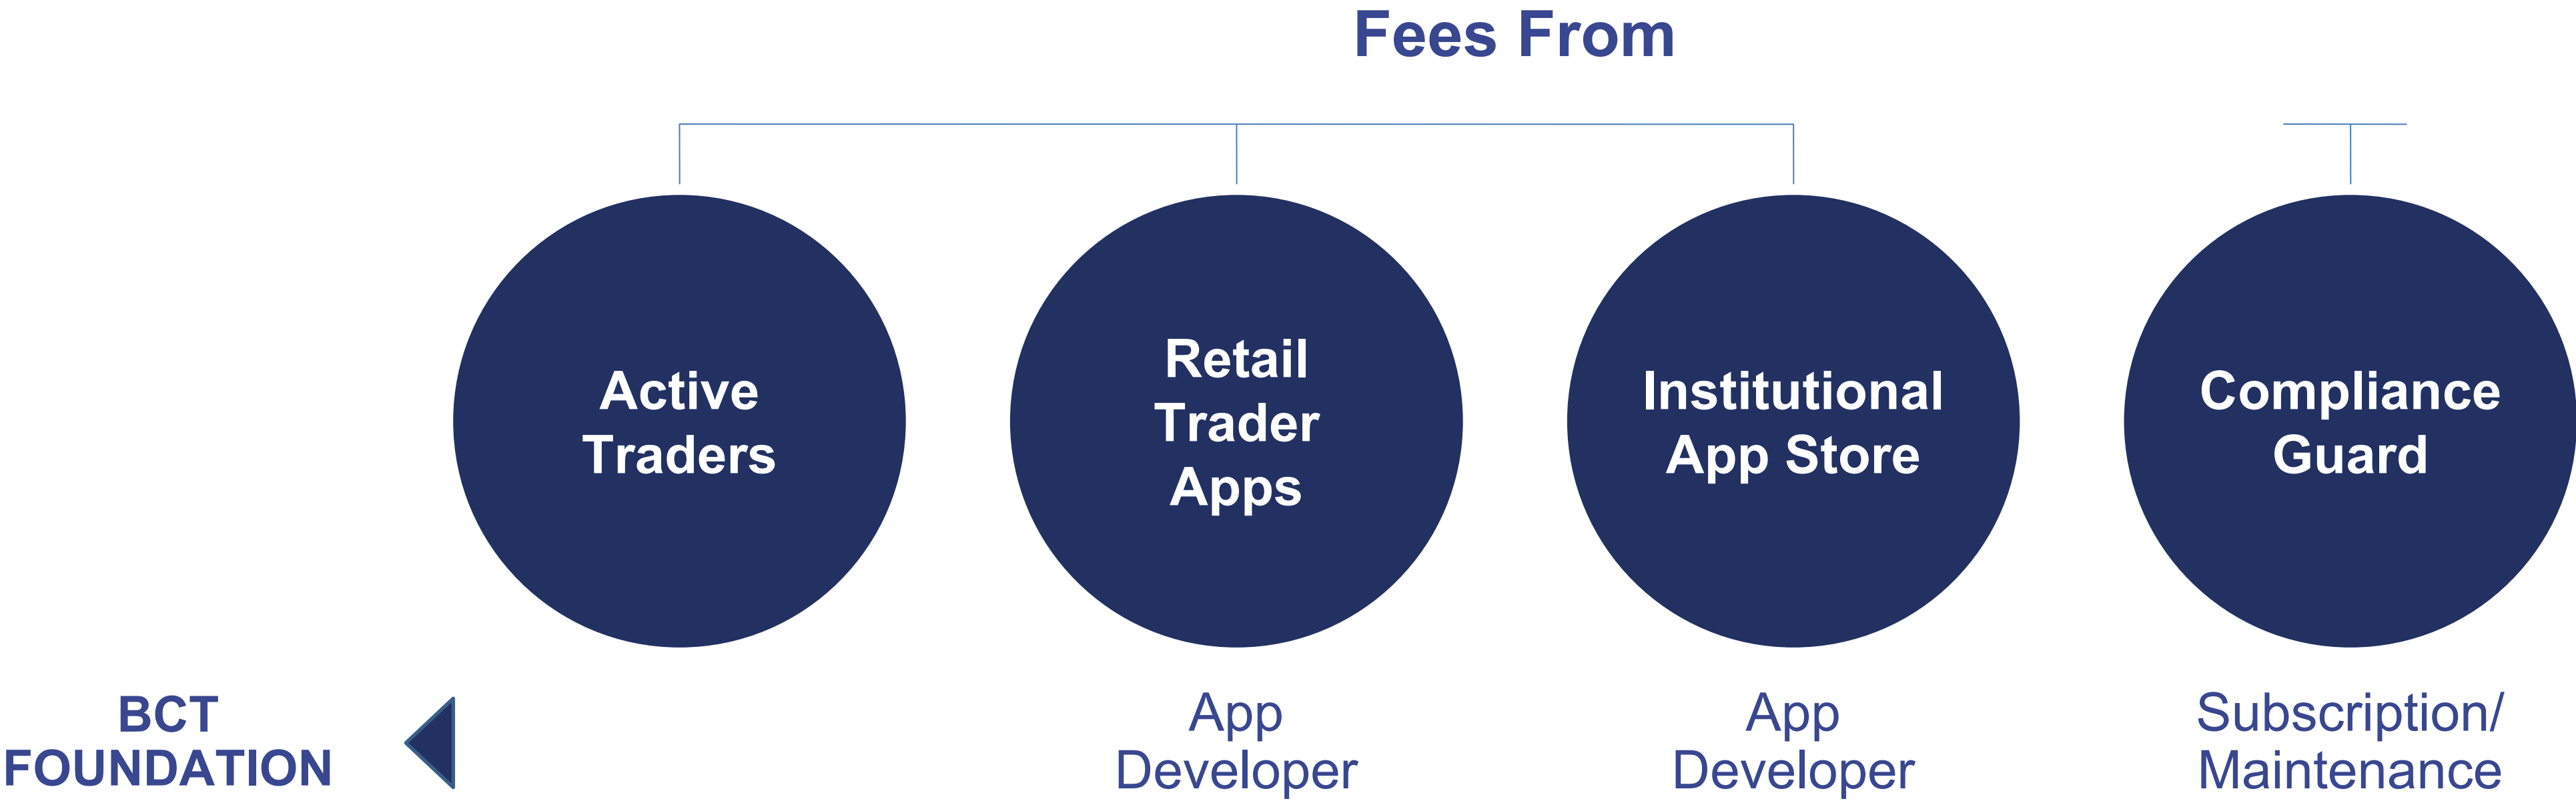 Fees From
Active
Traders
Retail
Trader
Apps
Institutional
App Store
Compliance
Guard
BCT
FOUNDATION
App
Developer
App
Developer
Subscription/
Maintenance